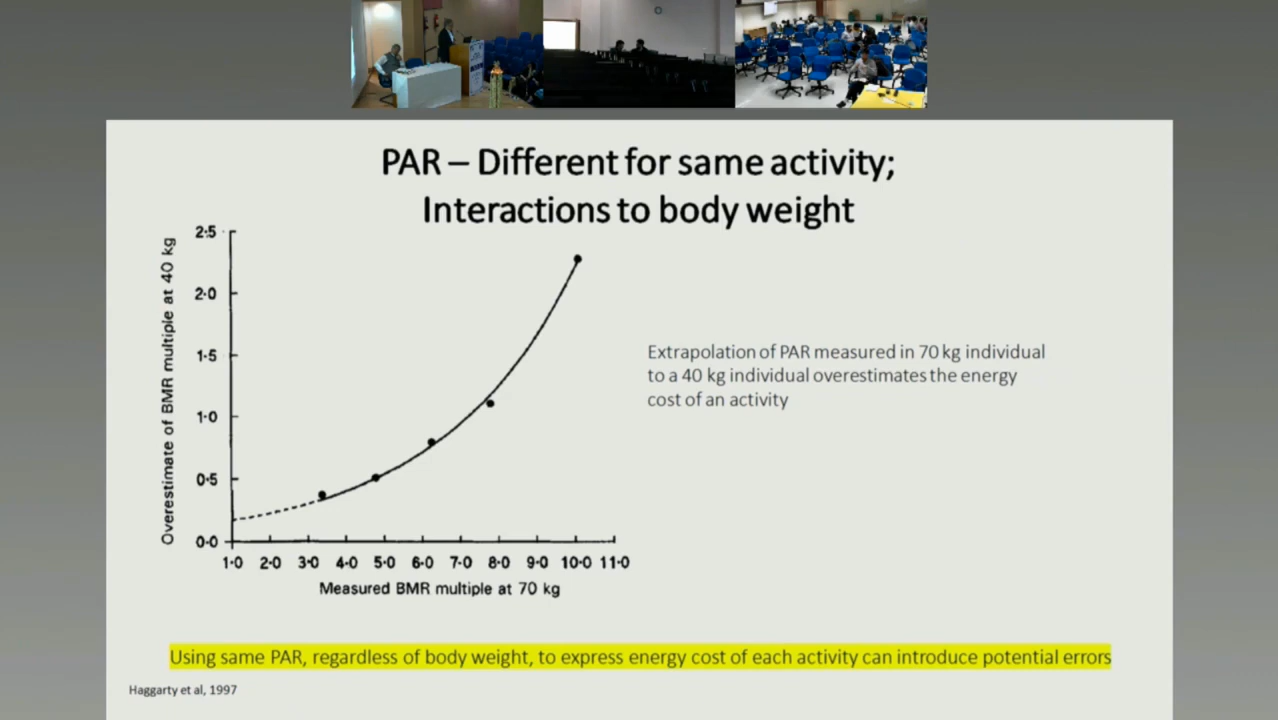 PAR – Different for same activity;
Interactions to body weight
Overestimate of BMR multiple at 40 kg
2·5
2·0
1·5
1·0
0·5
0·0
1·0 2·0 3·0 4·0 5·0 6·0 7·0 8·0 9·0 10·0 11·0
Measured BMR multiple at 70 kg
Extrapolation of PAR measured in 70 kg individual
to a 40 kg individual overestimates the energy
cost of an activity
Using same PAR, regardless of body weight, to express energy cost of each activity can introduce potential errors
Haggarty et al, 1997